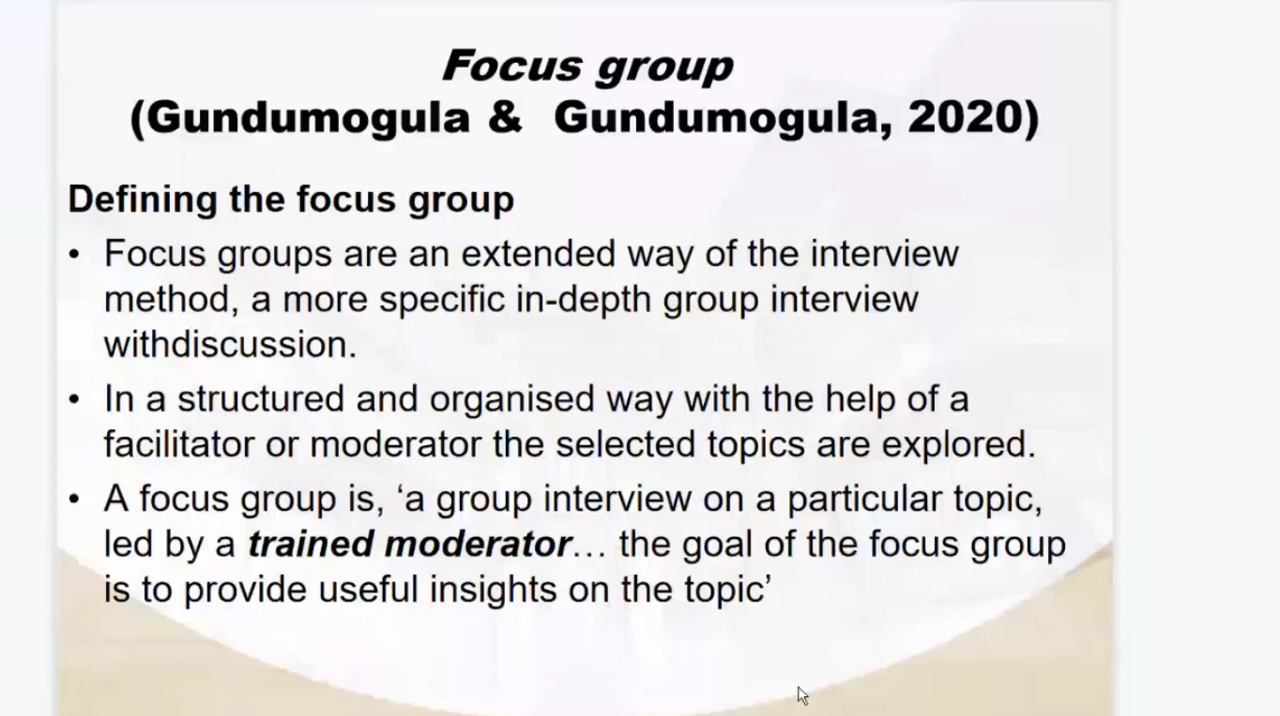 Focus group
(Gundumogula & Gundumogula, 2020)
Defining the focus group
• Focus groups are an extended way of the interview
method, a more specific in-depth group interview
withdiscussion.
• In a structured and organised way with the help of a
facilitator or moderator the selected topics are explored.
• A focus group is, ‘a group interview on a particular topic,
led by a trained moderator… the goal of the focus group
is to provide useful insights on the topic’